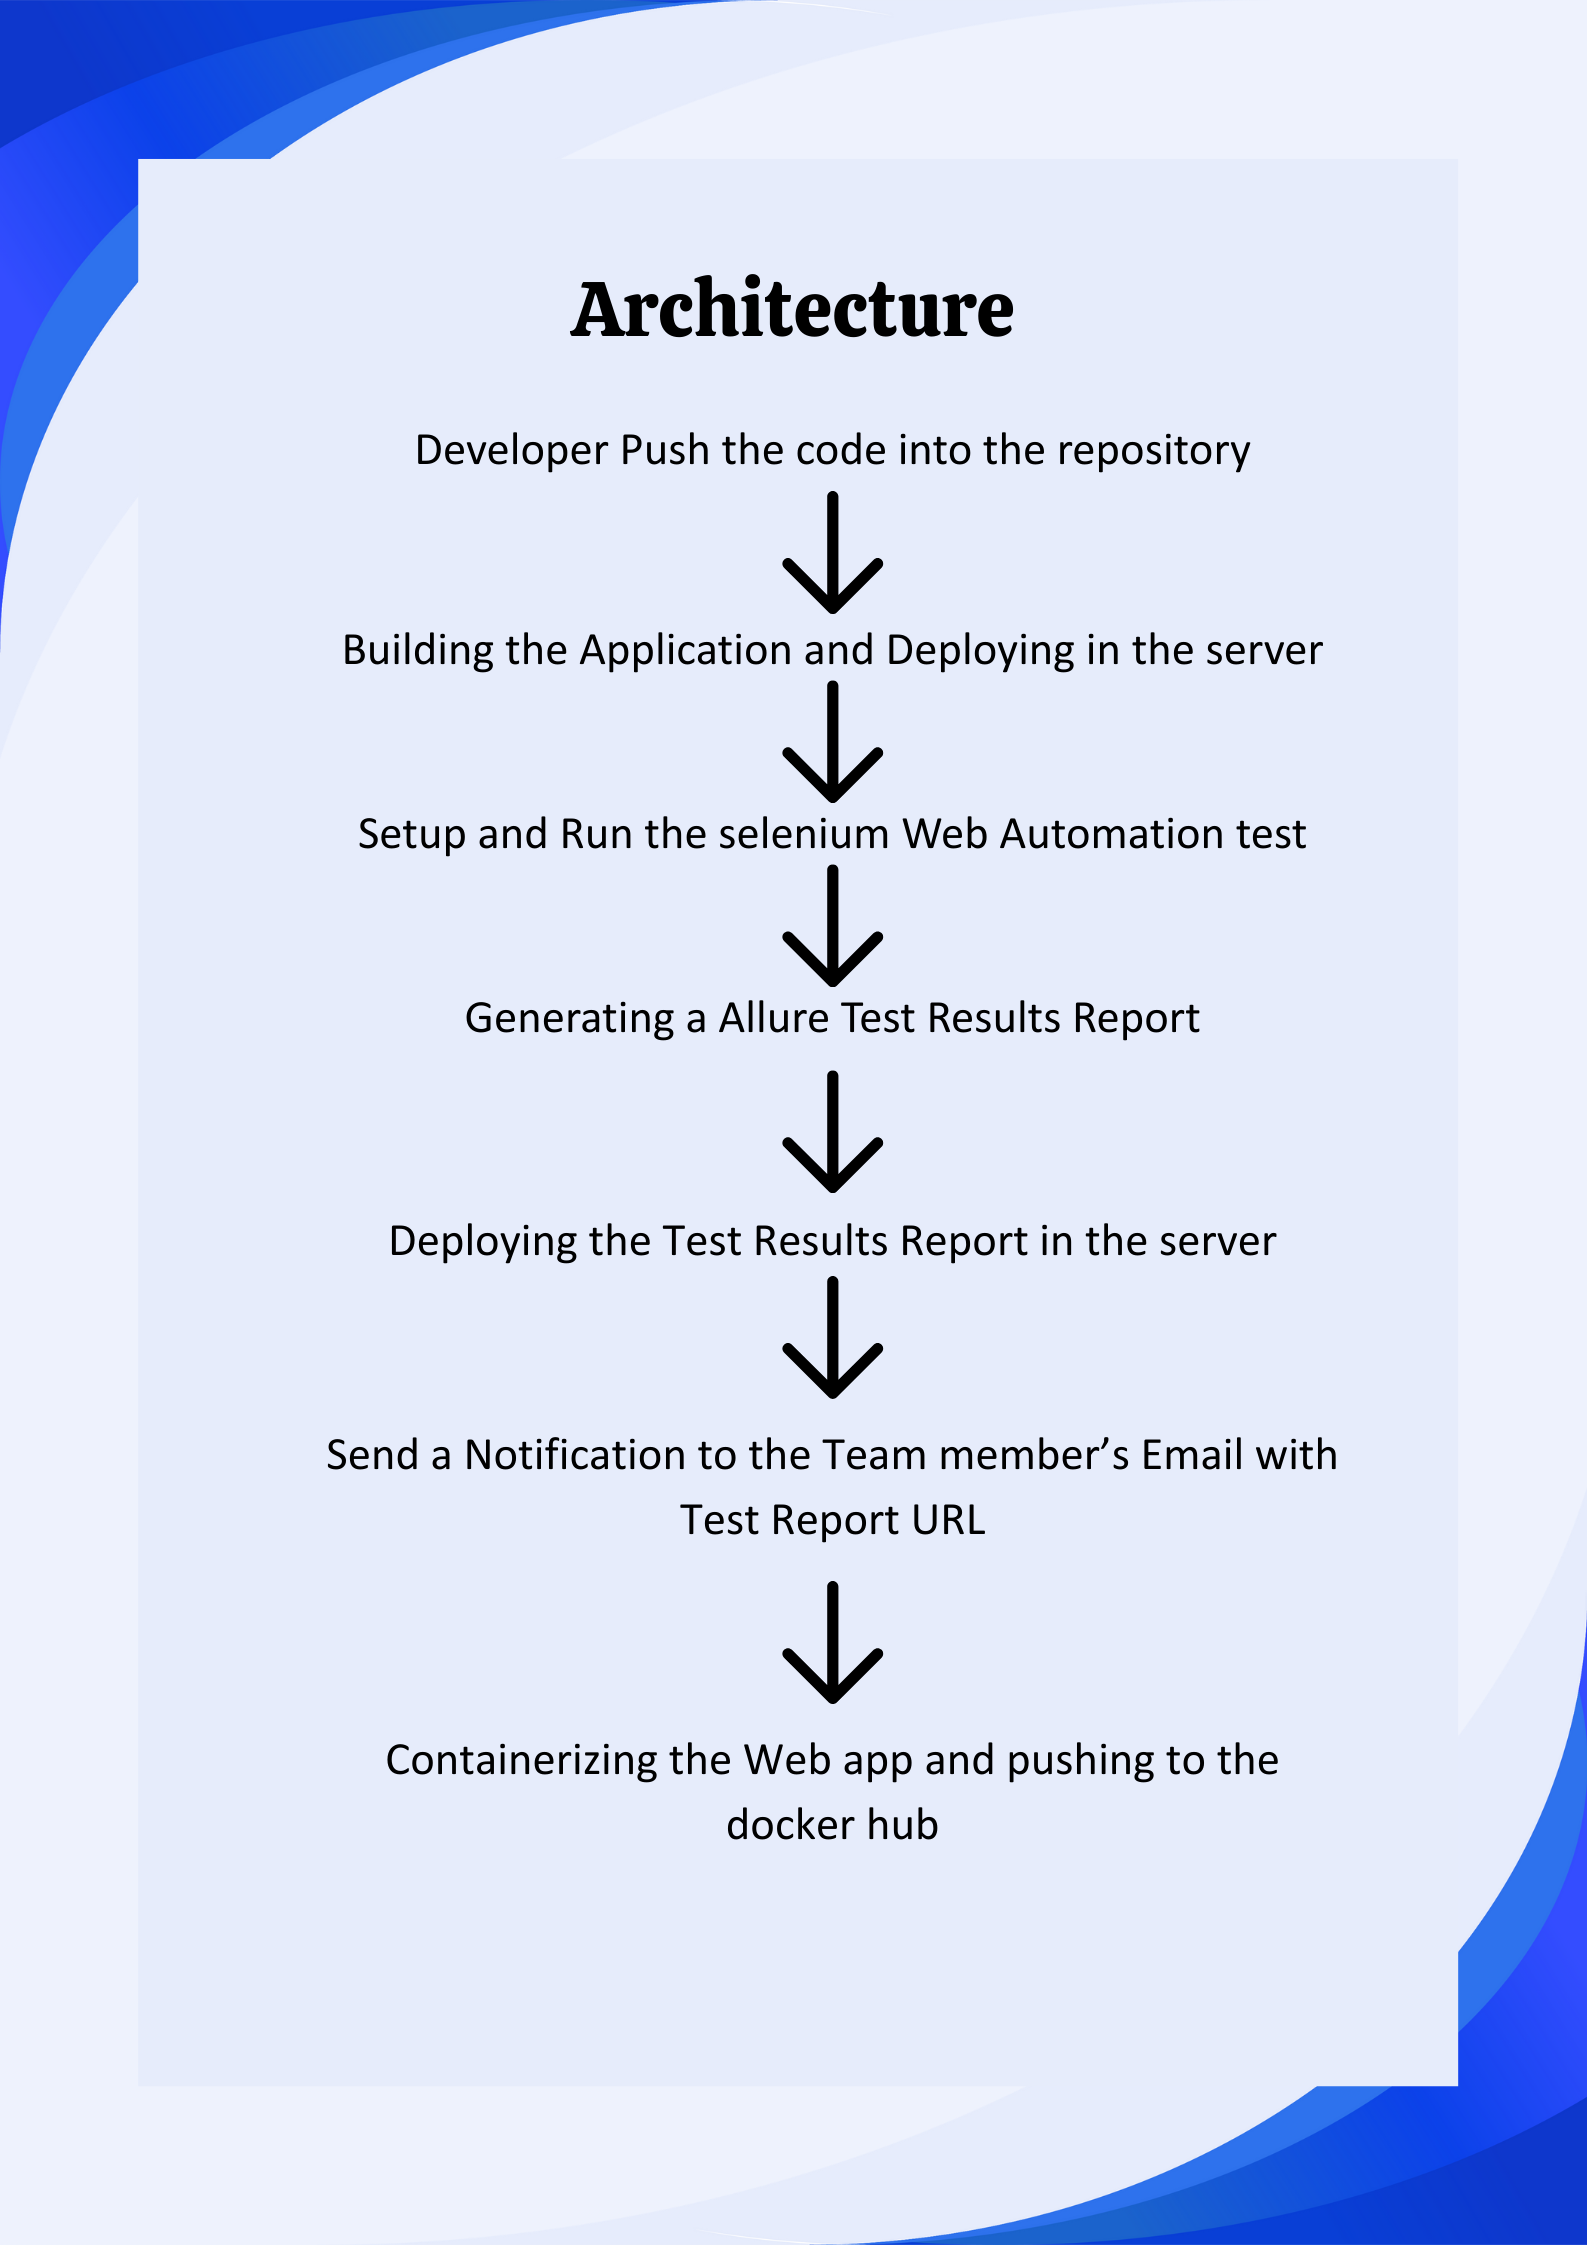 Architecture
Developer Push the code into the repository
Building the Application and Deploying in the server
Setup and Run the selenium Web Automation test
Generating a Allure Test Results Report
Deploying the Test Results Report in the server
Send a Notification to the Team member’s Email with
Test Report URL
Containerizing the Web app and pushing to the
docker hub